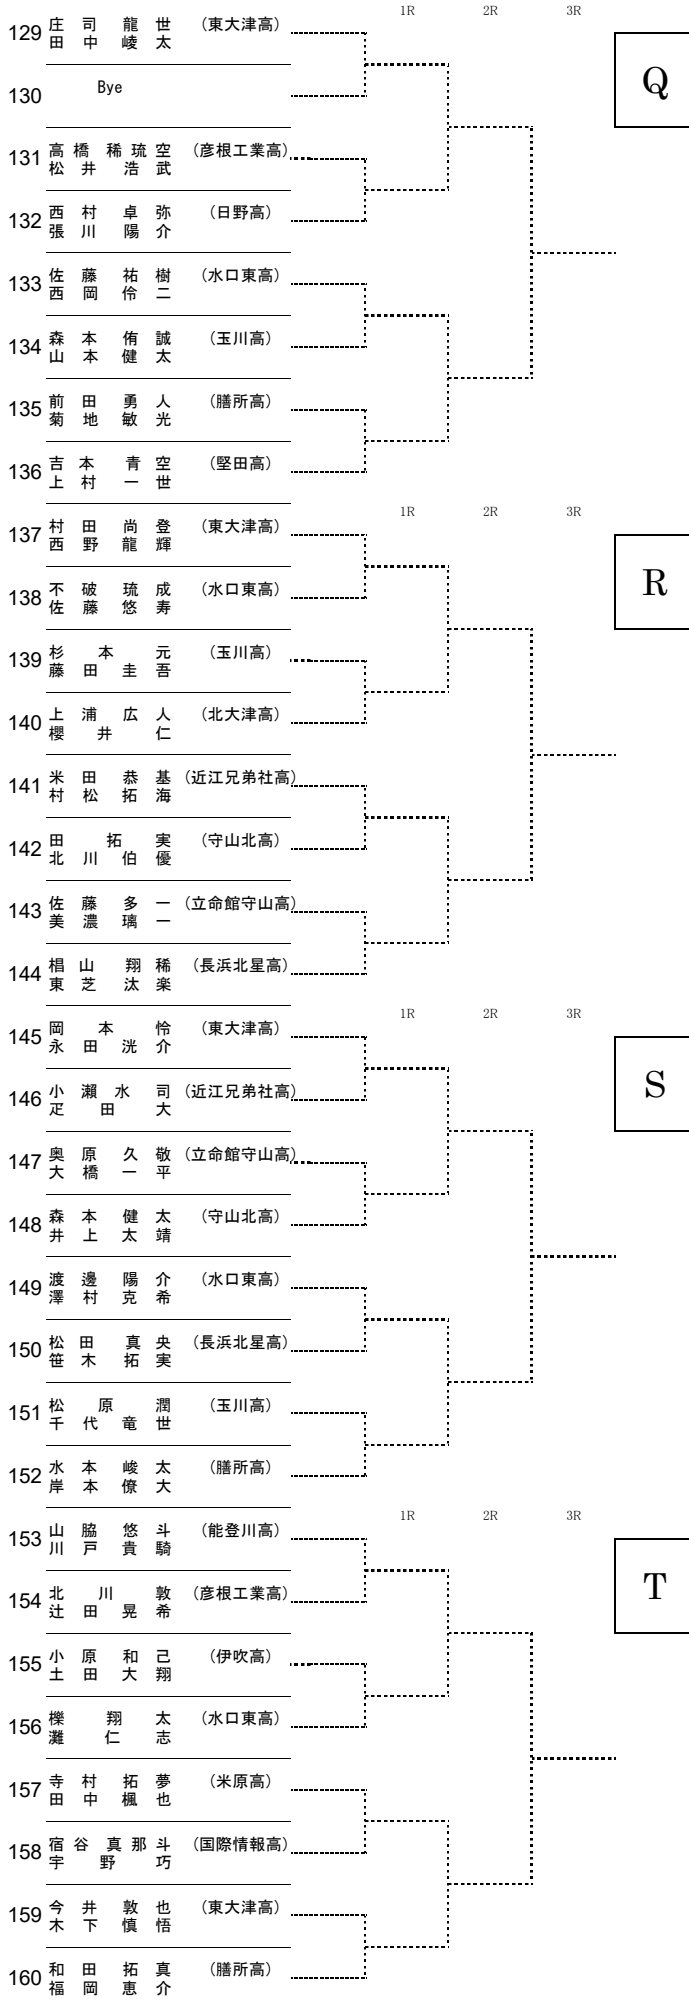 1R 2R 3R
129 庄司龍世 (東大津高)
田中崚太
Q
130 Bye
131 高橋稀琉空 (彦根工業高)
松井浩武
132 西村卓弥 (日野高)
張川陽介
133 佐藤祐樹 (水口東高)
西岡伶二
134 森本侑誠 (玉川高)
山本健太
135 前田勇人 (膳所高)
菊地敏光
136 吉本青空 (堅田高)
上村一世
1R 2R 3R
137 村田尚登 (東大津高)
西野龍輝
R
138 不破琉成 (水口東高)
佐藤悠寿
139 杉本元 (玉川高)
藤田圭吾
140 上浦広人 (北大津高)
櫻井仁
141 米田恭基 (近江兄弟社高)
村松拓海
142 田拓実 (守山北高)
北川伯優
143 佐藤多一 (立命館守山高)
美濃璃一
144 椙山翔稀 (長浜北星高)
東芝汰楽
1R 2R 3R
145 岡本怜 (東大津高)
永田洸介
S
146 小瀬水司 (近江兄弟社高)
疋田大
147 奥原久敬 (立命館守山高)
大橋一平
148 森本健太 (守山北高)
井上太靖
149 渡邊陽介 (水口東高)
澤村克希
150 松田真央 (長浜北星高)
笹木拓実
151 松原潤 (玉川高)
千代竜世
152 水本峻太 (膳所高)
岸本僚大
1R 2R 3R
153 山脇悠斗 (能登川高)
川戸貴騎
T
154 北川敦 (彦根工業高)
辻田晃希
155 小原和己 (伊吹高)
土田大翔
156 櫟翔太 (水口東高)
灘仁志
157 寺村拓夢 (米原高)
田中楓也
158 宿谷真那斗 (国際情報高)
宇野巧
159 今井敦也 (東大津高)
木下慎悟
160 和田拓真 (膳所高)
福岡恵介